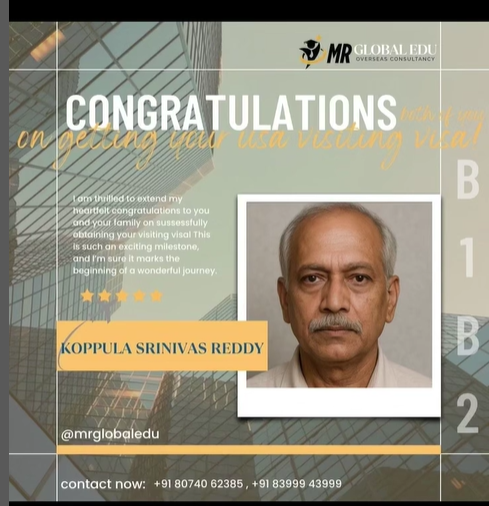 MR GLOBAL EDU
OVERSEAS CONSULTANCY
CONGRATULATIONS
on getting your usa visiting visa!
I am thrilled to extend my
heartfelt congratulations to you
and your family on sussessfully
abtaining your visiting visa! This
is such an exciting milestone,
and I'm sure it marks the
beginning of a wonderful journey.
KOPPULA SRINIVAS REDDY
B
1
B
2
@mrglobaledu
contact now: +91 80740 62385 , +91 83999 43999